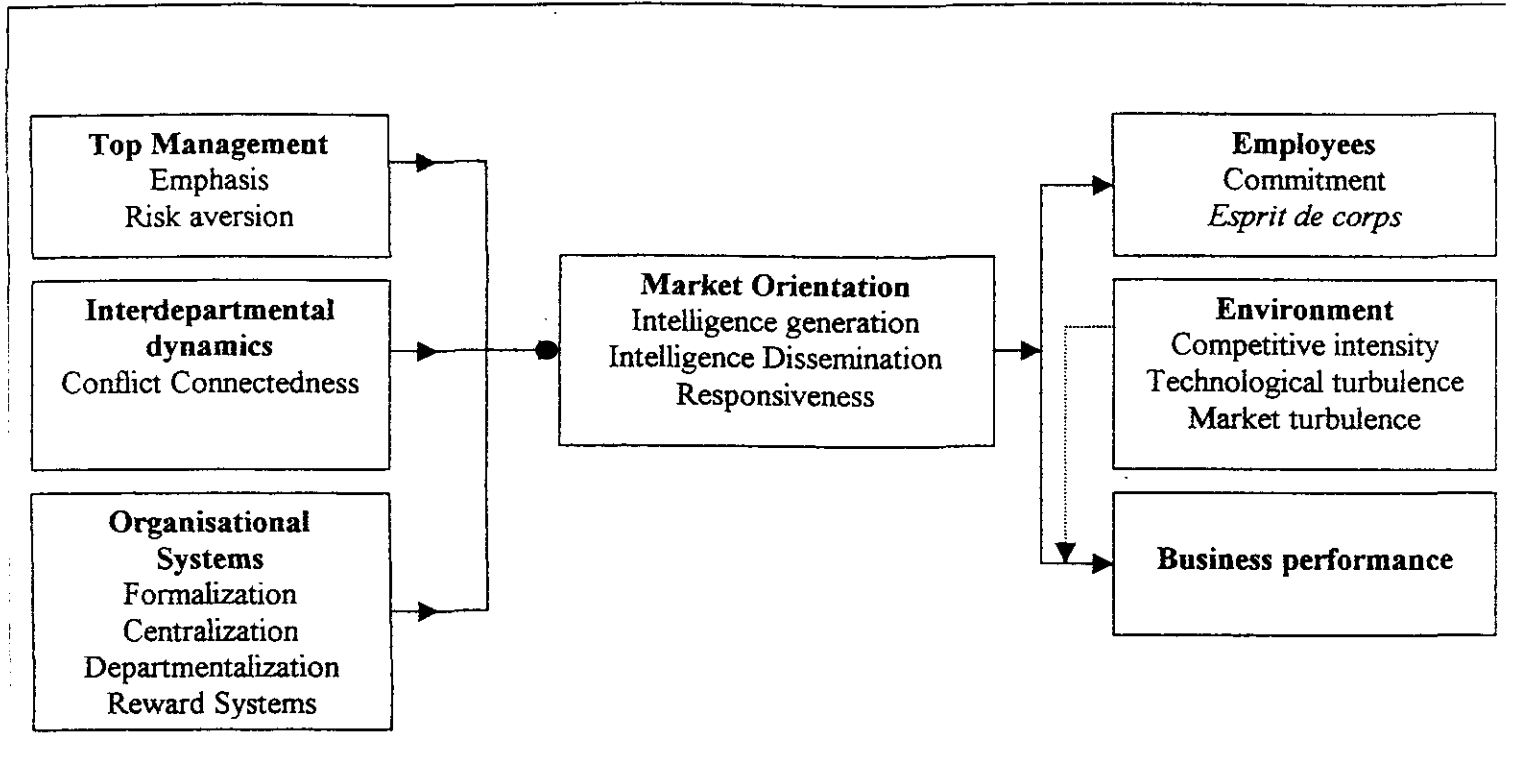 Top Management
Emphasis
Risk aversion
Interdepartmental
dynamics
Conflict Connectedness
Organisational
Systems
Formalization
Centralization
Departmentalization
Reward Systems
Market Orientation
Intelligence generation
Intelligence Dissemination
Responsiveness
Employees
Commitment
Esprit de corps
Environment
Competitive intensity
Technological turbulence
Market turbulence
Business performance